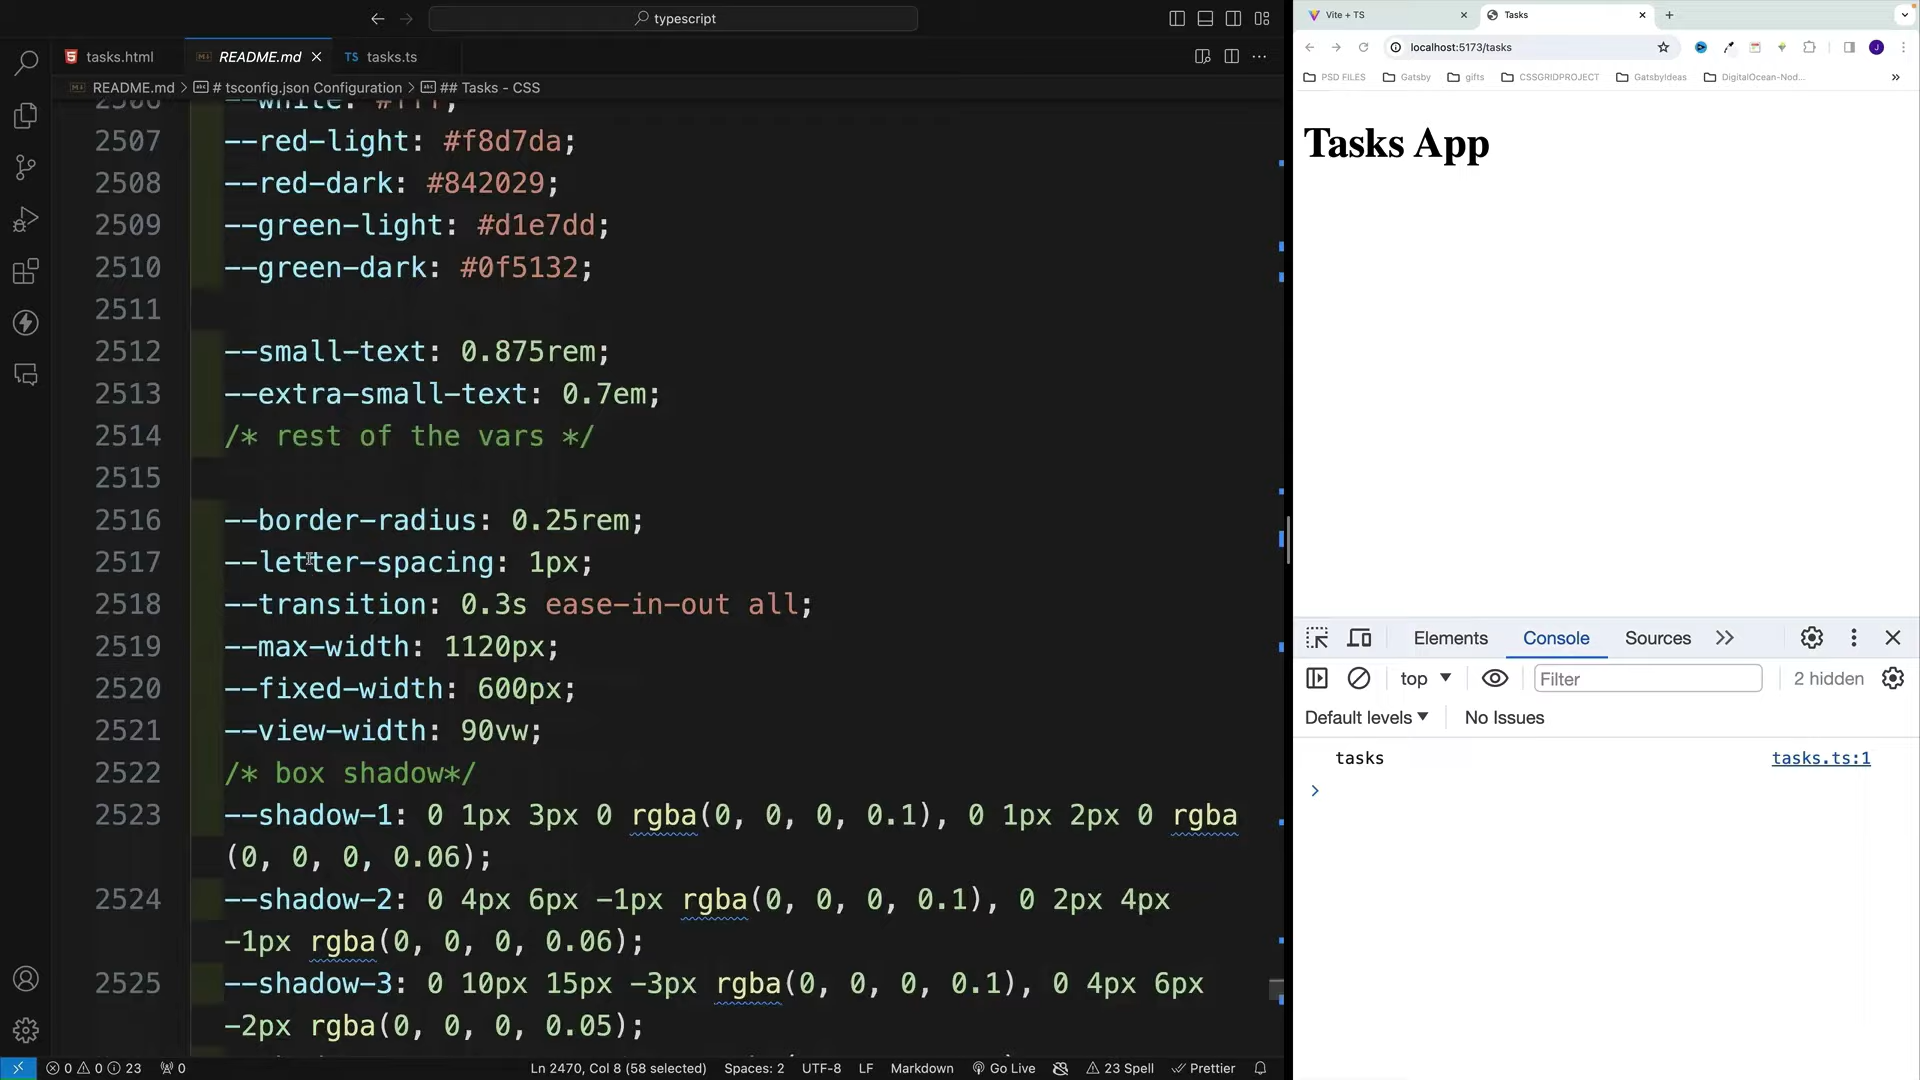 typescript
tasks.html
README.md
TS tasks.ts
README.md > # tsconfig.json Configuration > ## Tasks - CSS
2506 --white: #fff;
2507 --red-light: #f8d7da;
2508 --red-dark: #842029;
2509 --green-light: #d1e7dd;
2510 --green-dark: #0f5132;
2511
2512 --small-text: 0.875rem;
2513 --extra-small-text: 0.7em;
2514 /* rest of the vars */
2515
2516 --border-radius: 0.25rem;
2517 --letter-spacing: 1px;
2518 --transition: 0.3s ease-in-out all;
2519 --max-width: 1120px;
2520 --fixed-width: 600px;
2521 --view-width: 90vw;
2522 /* box shadow*/
2523 --shadow-1: 0 1px 3px 0 rgba(0, 0, 0, 0.1), 0 1px 2px 0 rgba
(0, 0, 0, 0.06);
2524 --shadow-2: 0 4px 6px -1px rgba(0, 0, 0, 0.1), 0 2px 4px
-1px rgba(0, 0, 0, 0.06);
2525 --shadow-3: 0 10px 15px -3px rgba(0, 0, 0, 0.1), 0 4px 6px
-2px rgba(0, 0, 0, 0.05);
0 0 23 0 Ln 2470, Col 8 (58 selected) Spaces: 2 UTF-8 LF Markdown Go Live 23 Spell Prettier
Vite + TS
Tasks
localhost:5173/tasks
PSD FILES Gatsby gifts CSSGRIDPROJECT GatsbyIdeas DigitalOcean-Nod...
Tasks App
Elements Console Sources
top Filter 2 hidden
Default levels No Issues
tasks tasks.ts:1